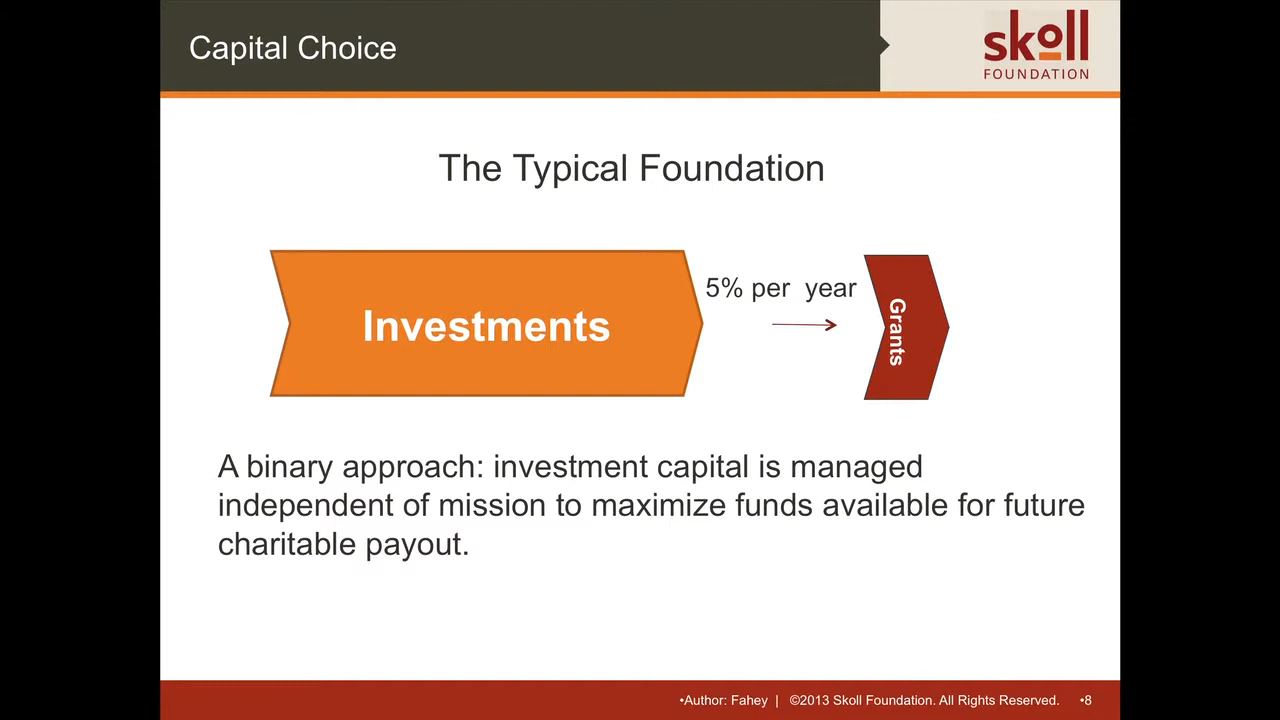 Capital Choice
skoll
FOUNDATION
The Typical Foundation
Investments
5% per  year
Grants
A binary approach: investment capital is managed
independent of mission to maximize funds available for future
charitable payout.
•Author: Fahey |   ©2013 Skoll Foundation. All Rights Reserved.   •8